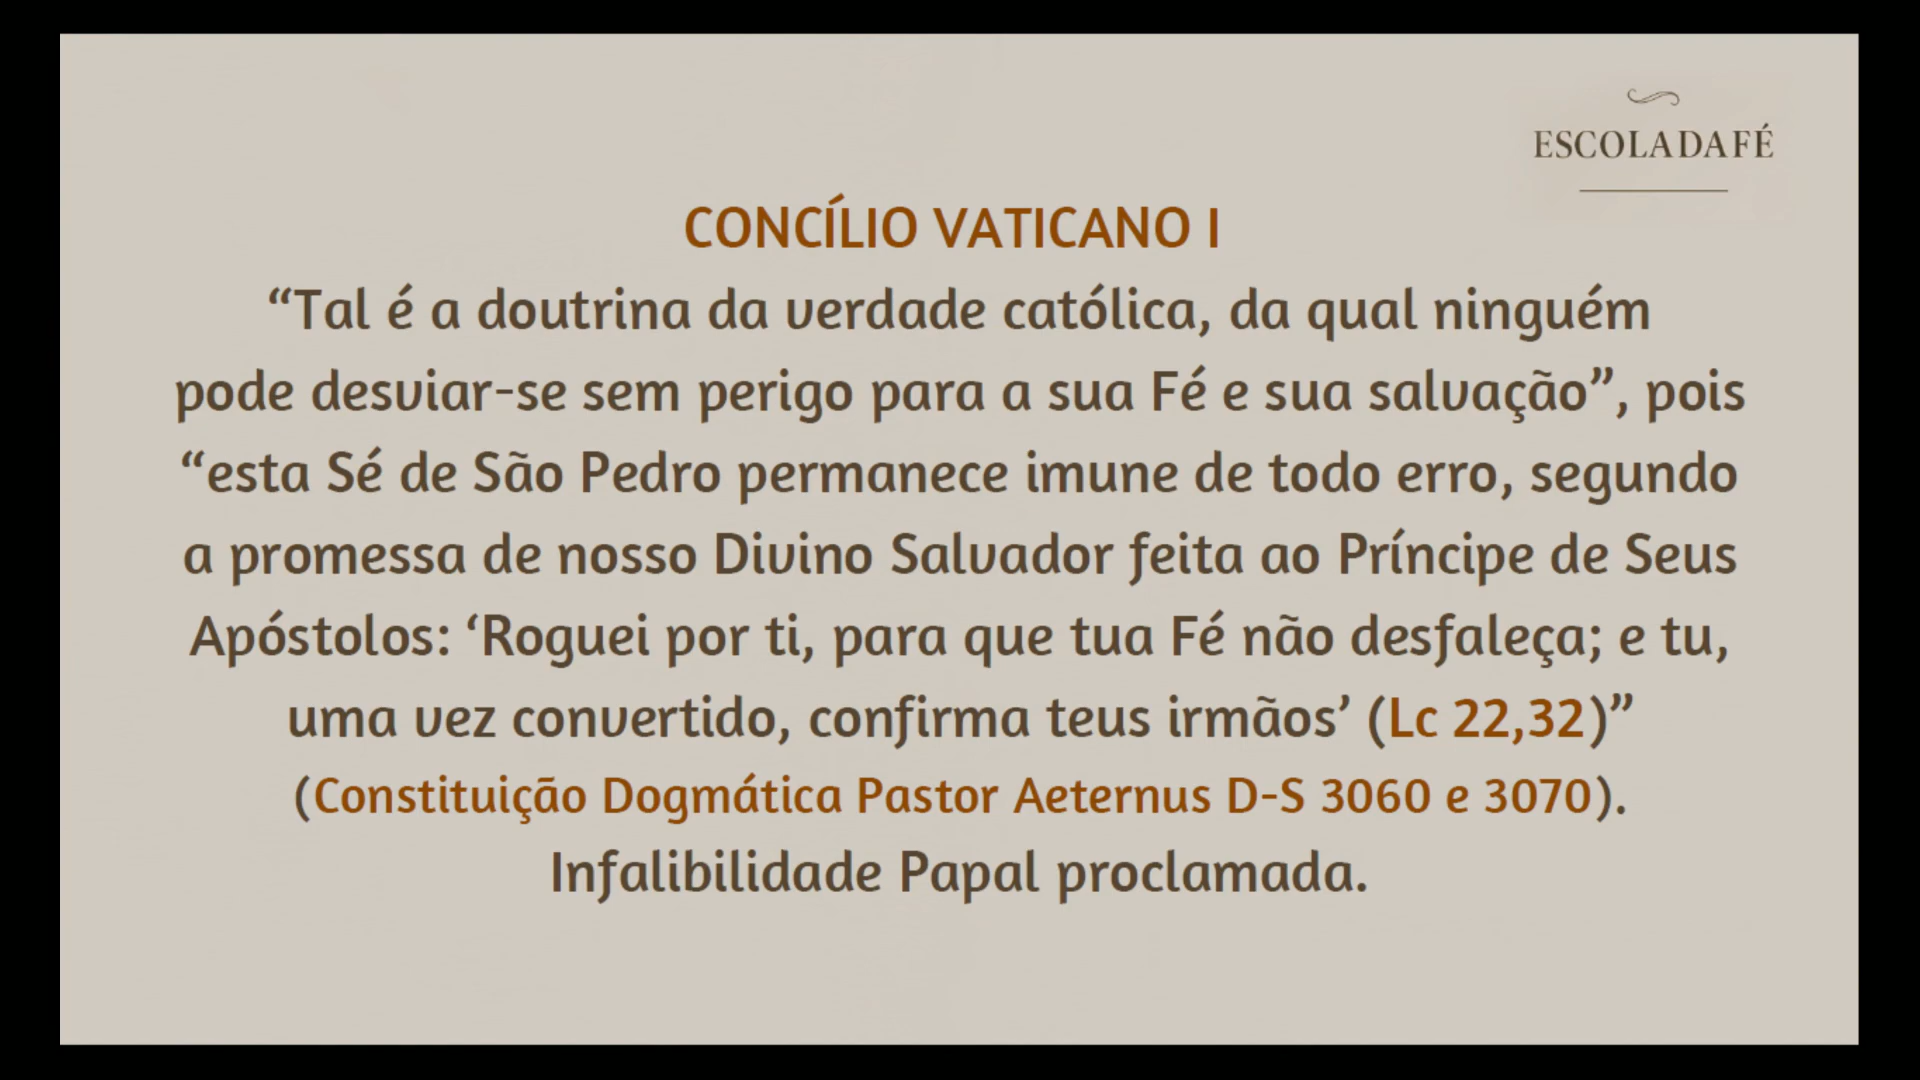 ESCOLA DA FÉ
CONCÍLIO VATICANO I
“Tal é a doutrina da verdade católica, da qual ninguém
pode desviar-se sem perigo para a sua Fé e sua salvação”, pois
“esta Sé de São Pedro permanece imune de todo erro, segundo
a promessa de nosso Divino Salvador feita ao Príncipe de Seus
Apóstolos: ‘Roguei por ti, para que tua Fé não desfaleça; e tu,
uma vez convertido, confirma teus irmãos’ (Lc 22,32)”
(Constituição Dogmática Pastor Aeternus D-S 3060 e 3070).
Infalibilidade Papal proclamada.